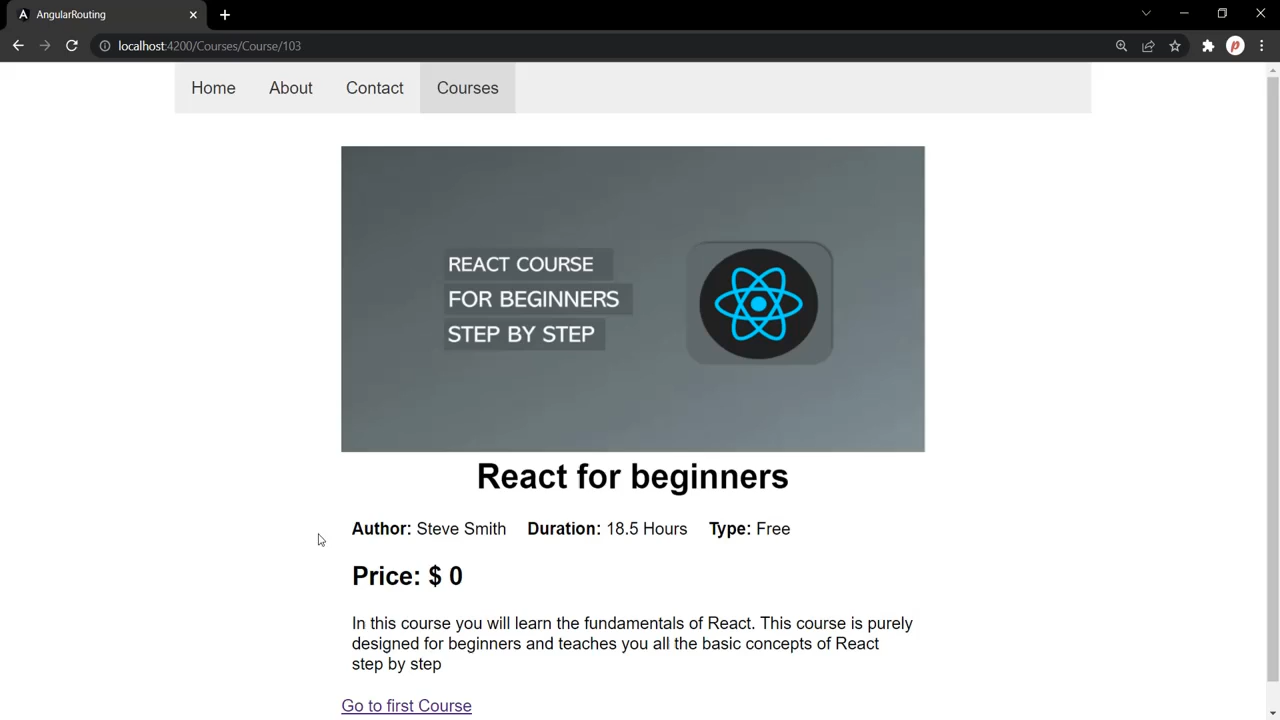 AngularRouting
localhost:4200/Courses/Course/103
Home About Contact Courses
REACT COURSE
FOR BEGINNERS
STEP BY STEP
React for beginners
Author: Steve Smith Duration: 18.5 Hours Type: Free
Price: $ 0
In this course you will learn the fundamentals of React. This course is purely
designed for beginners and teaches you all the basic concepts of React
step by step
Go to first Course